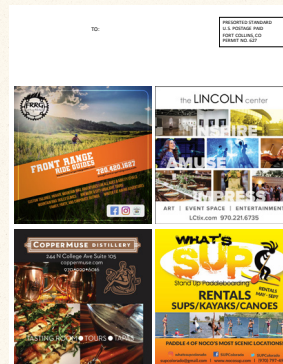 TO:
PRESORTED STANDARD
U.S. POSTAGE PAID
FORT COLLINS, CO
PERMIT NO. 627
FRRG
FRONT RANGE
RIDE GUIDES
the LINCOLN center
INSPIRE
AMUSE
IMPRESS
ART | EVENT SPACE | ENTERTAINMENT
LCtix.com 970.221.6735
COPPERMUSE DISTILLERY
244 N College Ave Suite 105
coppermuse.com
TASTING ROOM TOURS TAPAS
WHAT'S
SUP
Stand Up Paddleboarding
RENTALS
MAY - SEPT
RENTALS
SUPS/KAYAKS/CANOES
PADDLE 4 OF NOCO'S MOST SCENIC LOCATIONS!